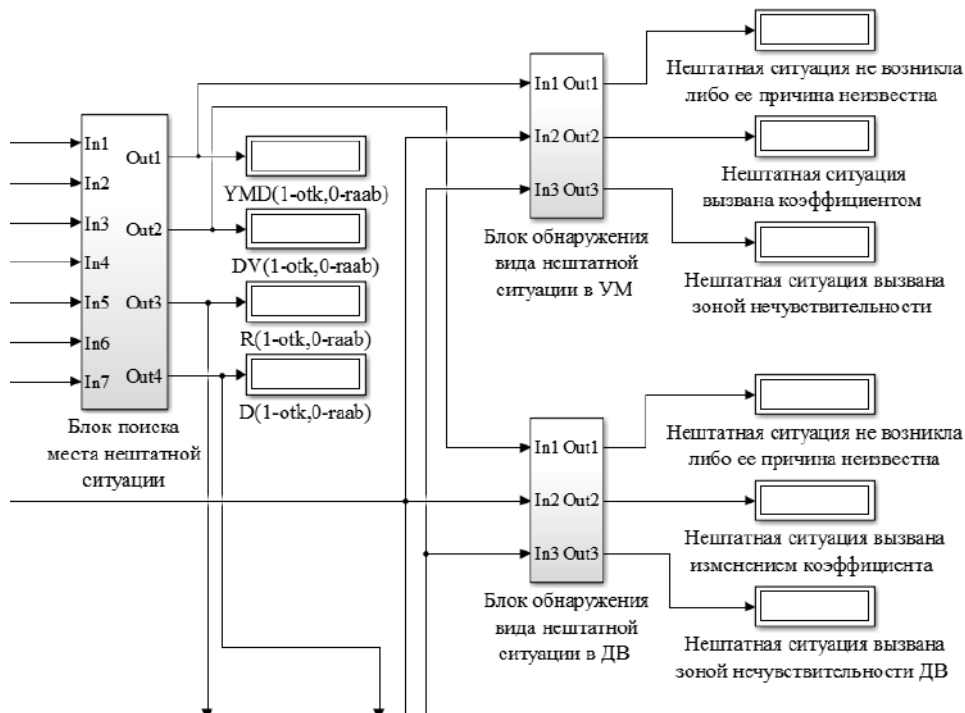 In1
In2
In3
In4
In5
In6
In7
Out1
Out2
Out3
Out4
Блок поиска
места нештатной
ситуации
YMD(1-otk,0-raab)
DV(1-otk,0-raab)
R(1-otk,0-raab)
D(1-otk,0-raab)
In1 Out1
In2 Out2
In3 Out3
Блок обнаружения
вида нештатной
ситуации в УМ
Нештатная ситуация не возникла
либо ее причина неизвестна
Нештатная ситуация
вызвана коэффициентом
Нештатная ситуация вызвана
зоной нечувствительности
In1 Out1
In2 Out2
In3 Out3
Блок обнаружения
вида нештатной
ситуации в ДВ
Нештатная ситуация не возникла
либо ее причина неизвестна
Нештатная ситуация вызвана
изменением коэффициента
Нештатная ситуация вызвана
зоной нечувствительности ДВ